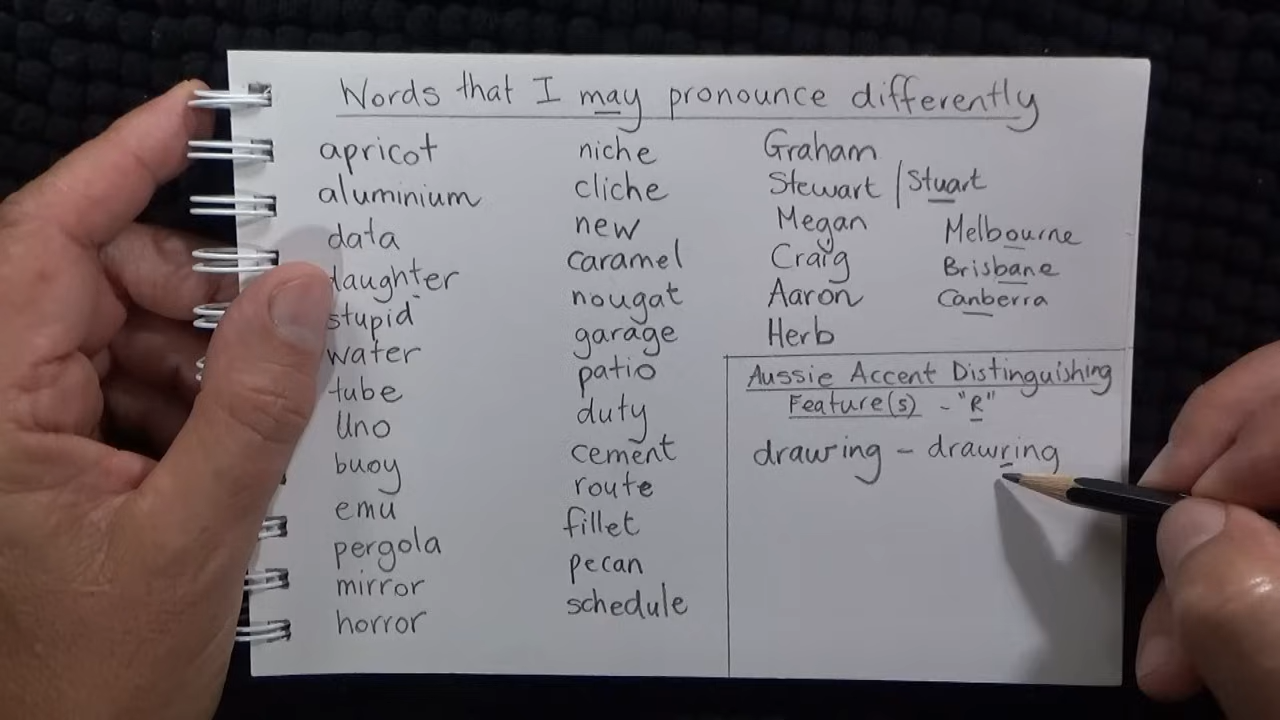 Words that I may pronounce differently
apricot
aluminium
data
daughter
stupid
water
tube
Uno
buoy
emu
pergola
mirror
horror
niche
cliche
new
caramel
nougat
garage
patio
duty
cement
route
fillet
pecan
schedule
Graham
Stewart / Stuart
Megan
Craig
Aaron
Herb
Melbourne
Brisbane
Canberra
Aussie Accent Distinguishing
Feature(s) - "R"
drawing - drawring